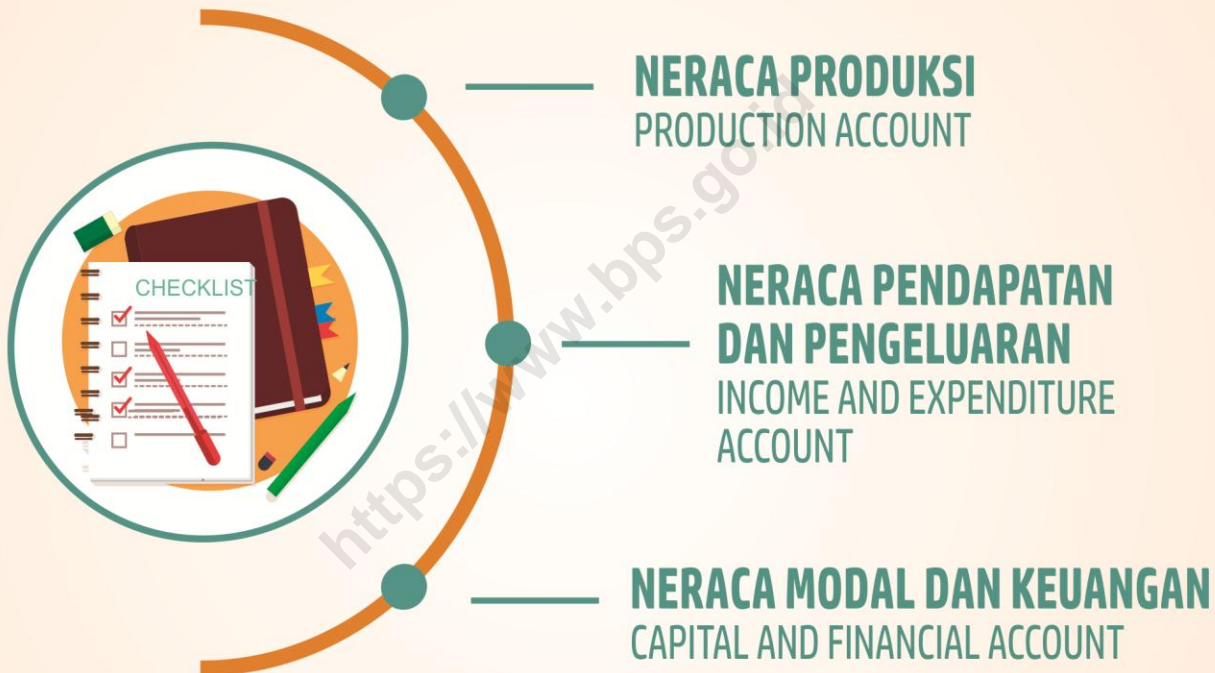 NERACA PRODUKSI
PRODUCTION ACCOUNT
CHECKLIST
NERACA PENDAPATAN
DAN PENGELUARAN
INCOME AND EXPENDITURE
ACCOUNT
NERACA MODAL DAN KEUANGAN
CAPITAL AND FINANCIAL ACCOUNT
https://www.bps.go.id